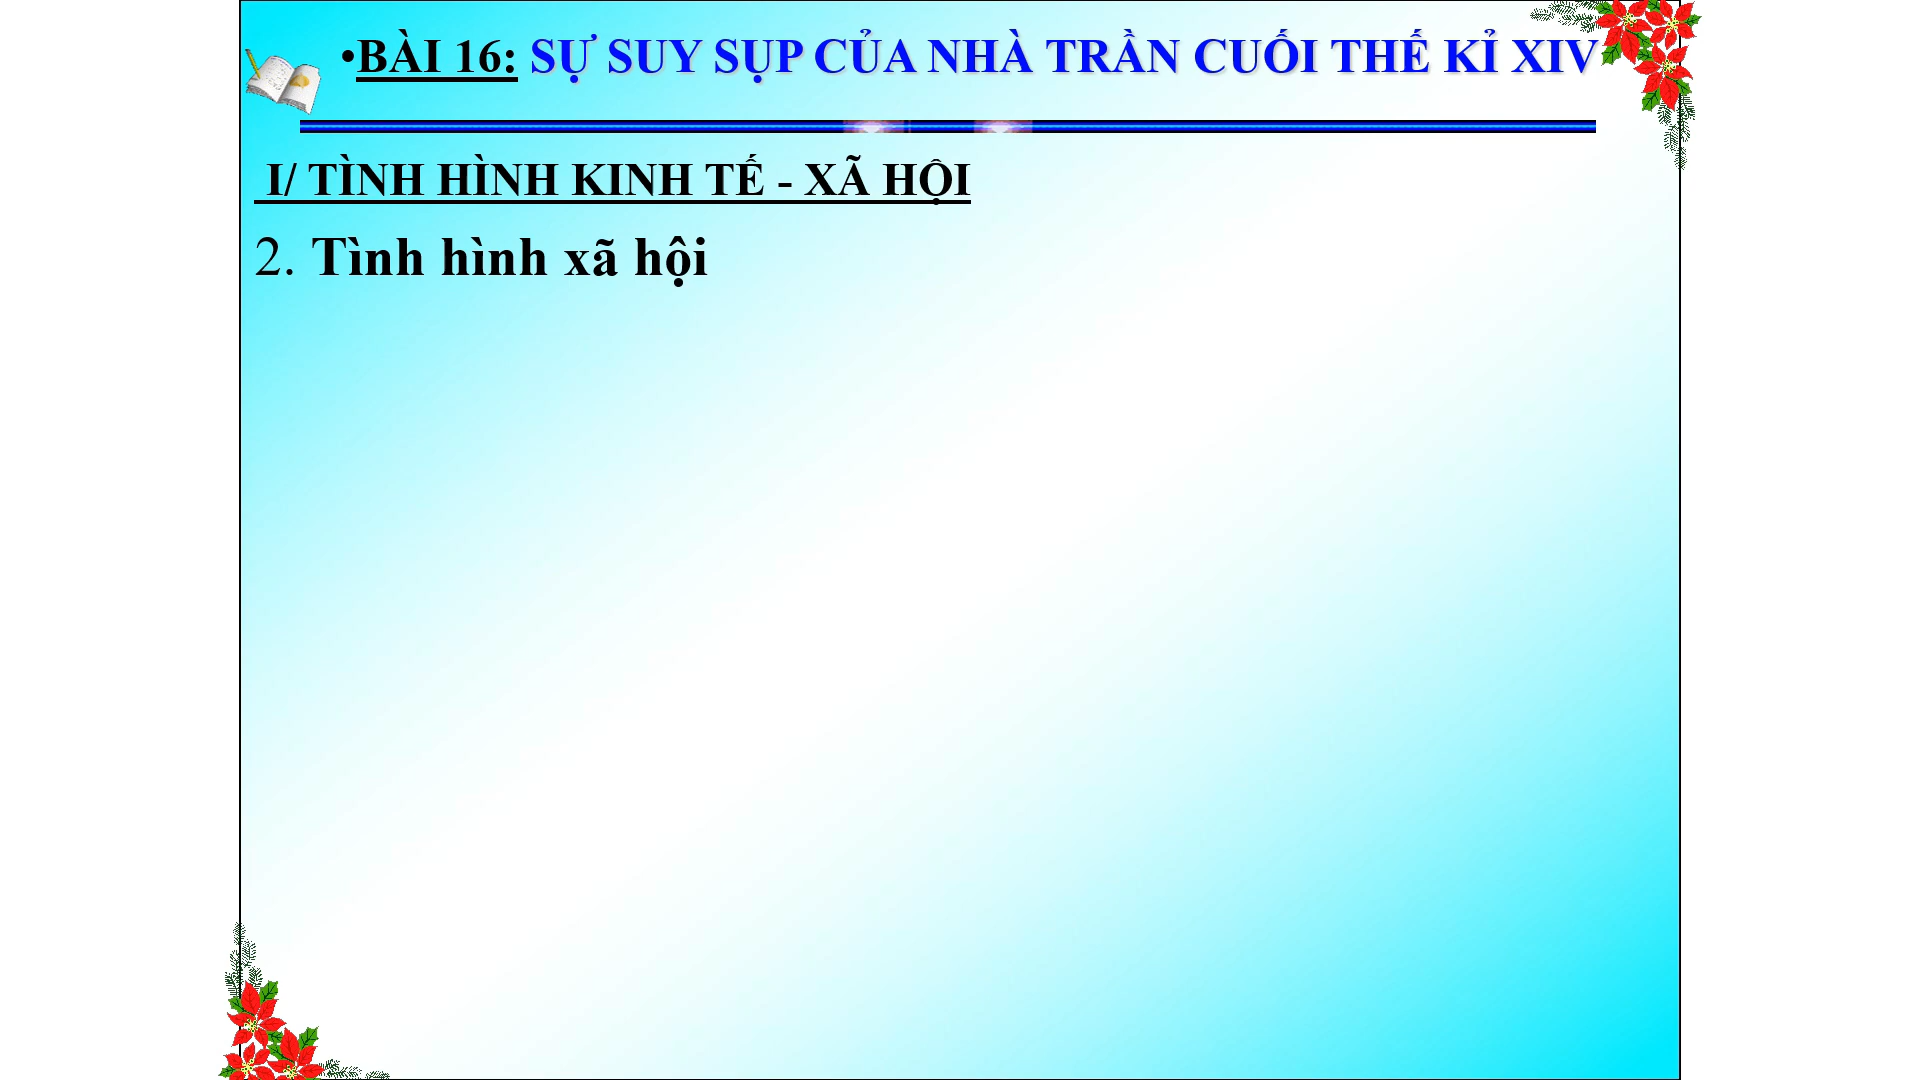 •BÀI 16: SỰ SUY SỤP CỦA NHÀ TRẦN CUỐI THẾ KỈ XIV
I/ TÌNH HÌNH KINH TẾ - XÃ HỘI
2. Tình hình xã hội